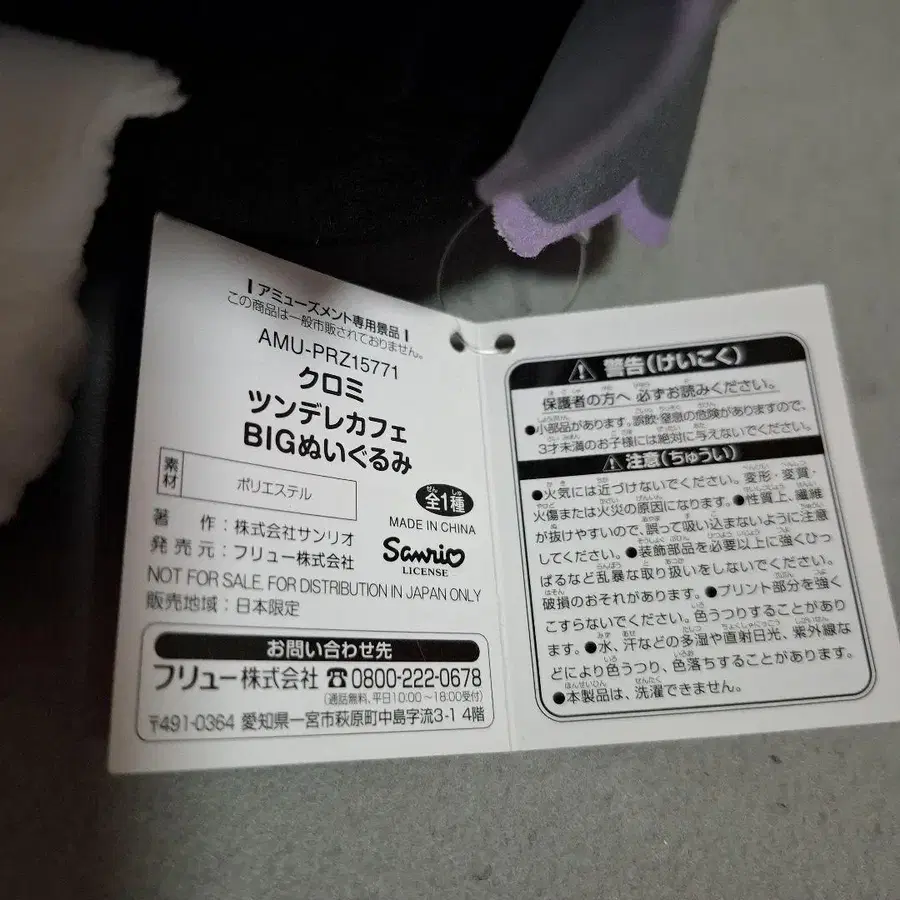 アミューズメント専用景品
この商品は一般市販されておりません。
AMU-PRZ15771
クロミ
ツンデレカフェ
BIGぬいぐるみ
素材 ポリエステル
全1種
MADE IN CHINA
著 作：株式会社サンリオ
発売元：フリュー株式会社
Sanrio
LICENSE
NOT FOR SALE. FOR DISTRIBUTION IN JAPAN ONLY
販売地域：日本限定
お問い合わせ先
フリュー株式会社 ☎0800-222-0678
(通話無料、平日10:00～18:00受付)
〒491-0364 愛知県一宮市萩原町中島字流3-1 4階
⚠ 警告(けいこく)
保護者の方へ 必ずお読みください。
●小部品があります。誤飲・窒息の危険がありますので、
3才未満のお子様には絶対に与えないでください。
⚠ 注意(ちゅうい)
●火気には近づけないでください。変形・変質・
火傷または火災の原因になります。●性質上、繊維
が抜けやすいので、誤って吸い込まないように注意
してください。●装飾部品を必要以上に強くひっ
ぱるなど乱暴な取り扱いをしないでください。
破損のおそれがあります。●プリント部分を強く
こすらないでください。色うつりすることがあり
ます。●水、汗などの多湿や直射日光、紫外線な
どにより色うつり、色落ちすることがあります。
●本製品は、洗濯できません。